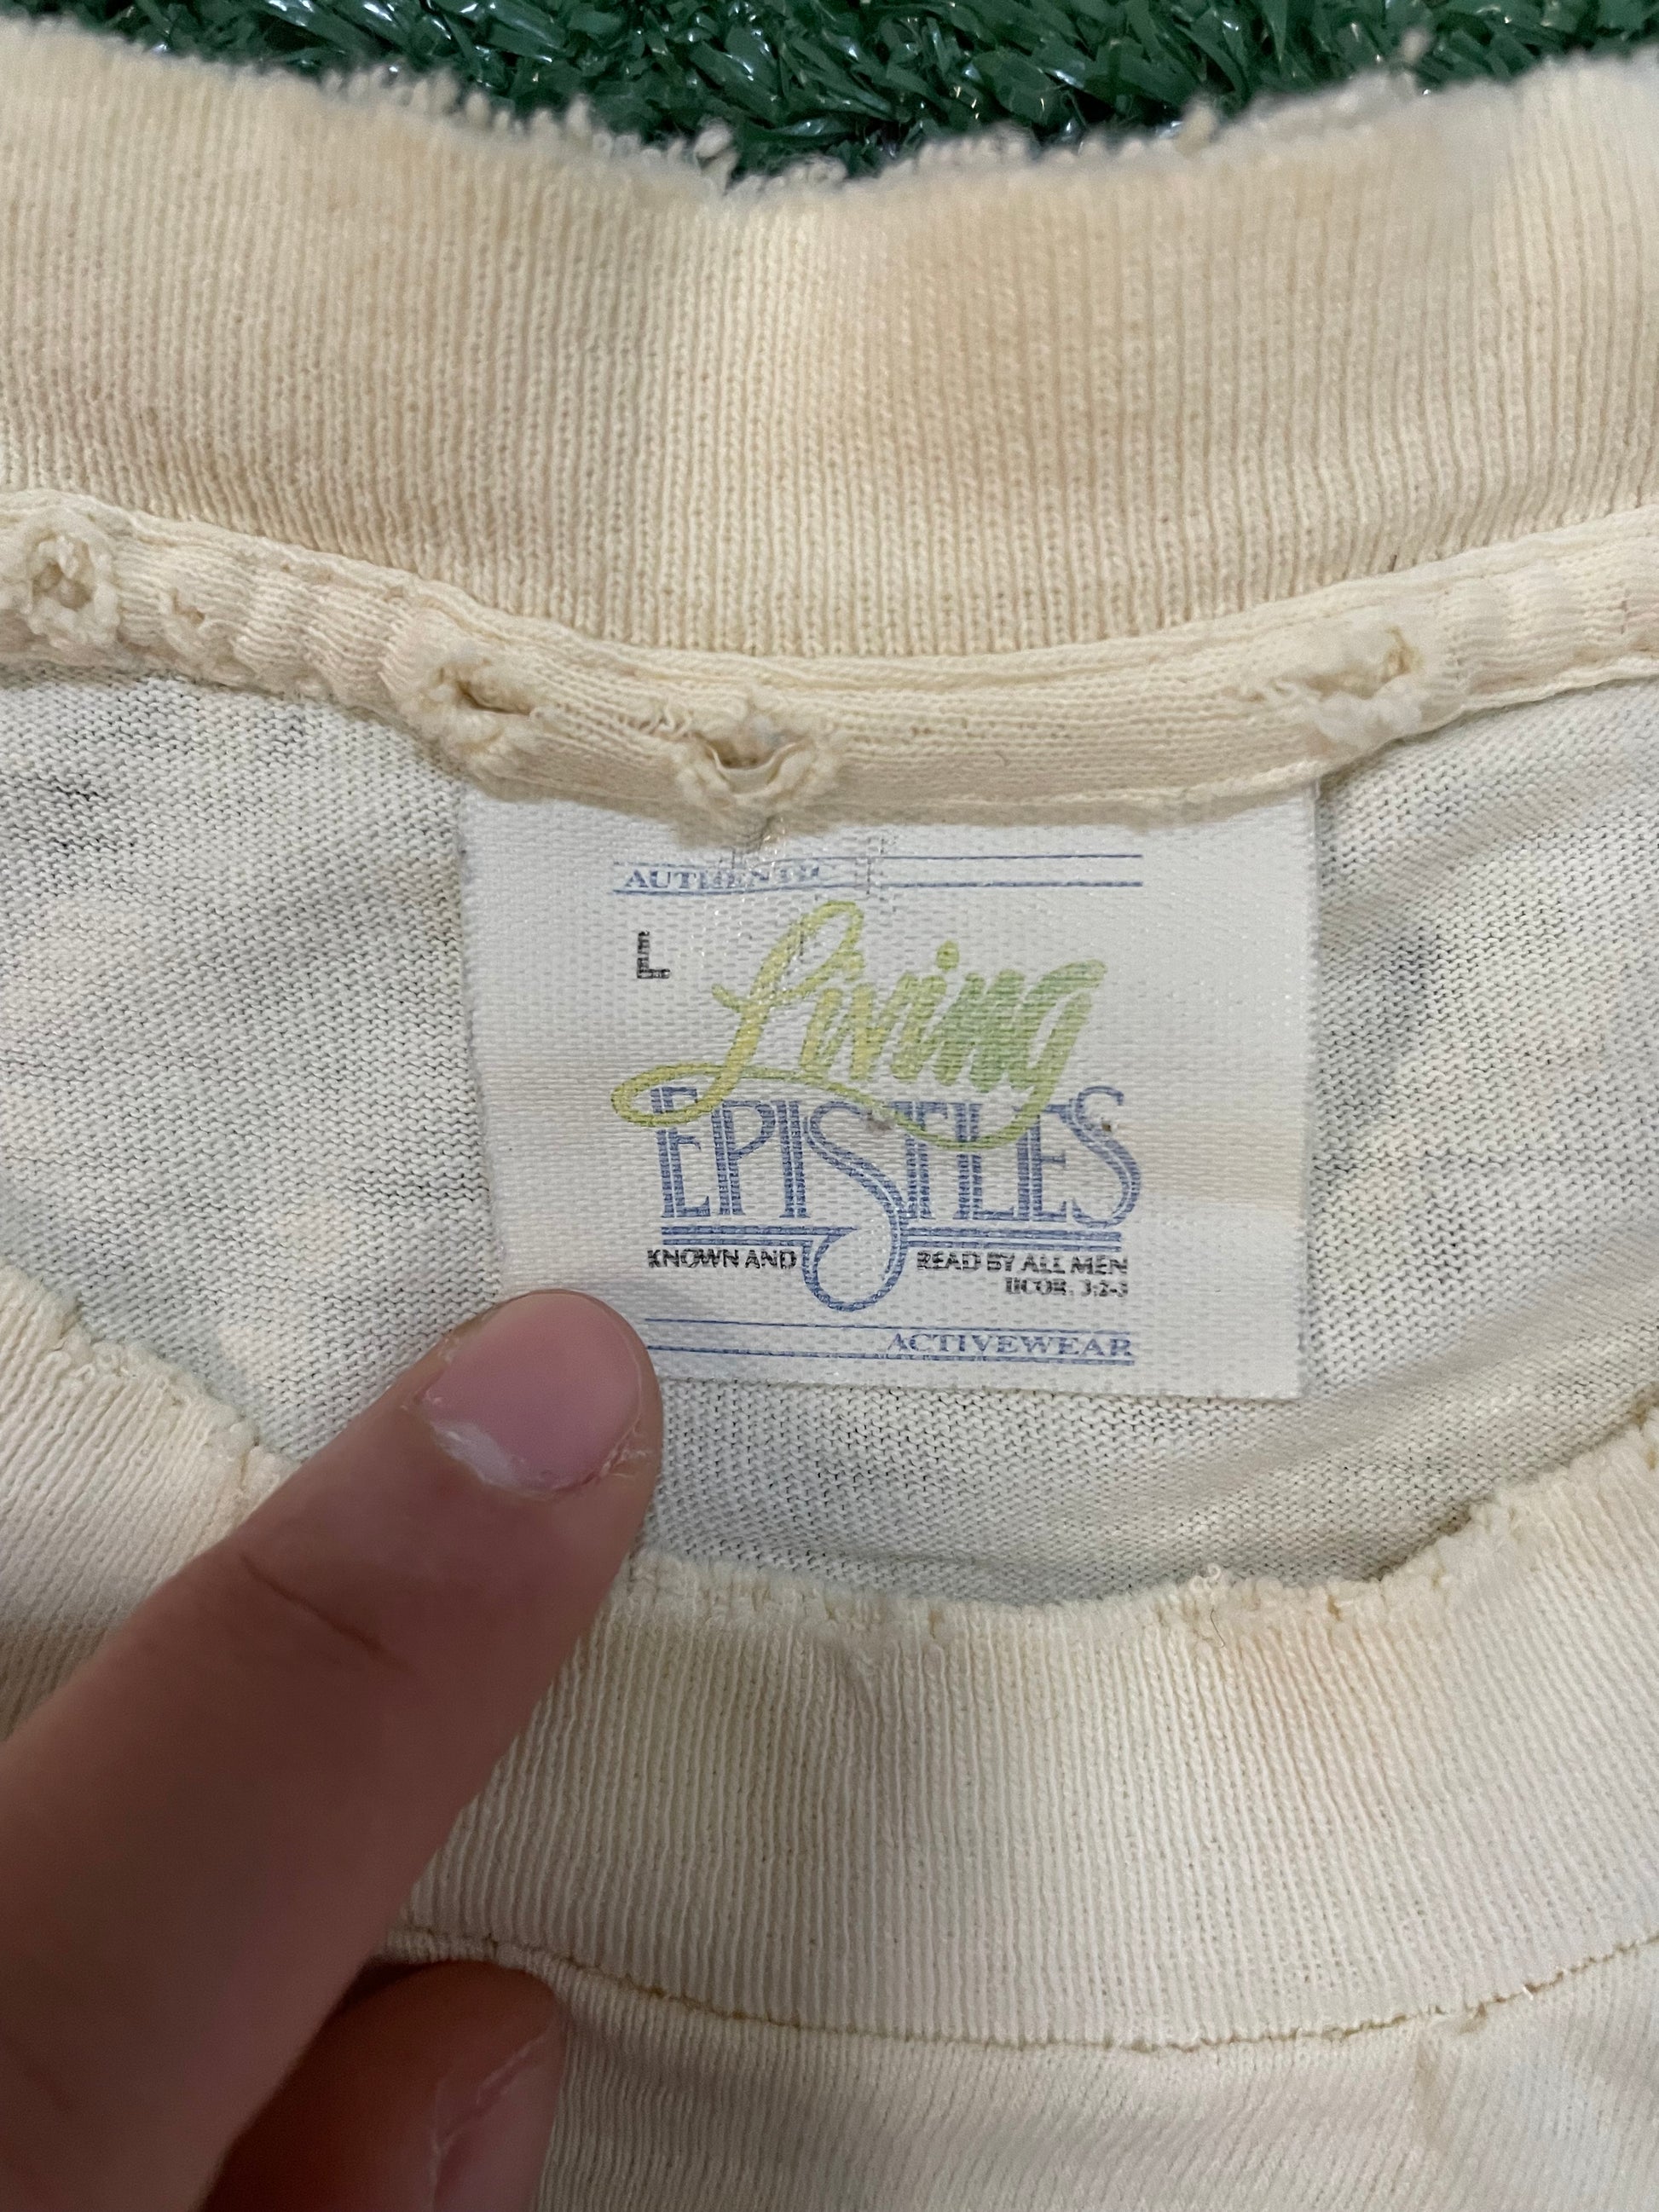 AUTHENTIC
L
Living
EPISTLES
KNOWN AND READ BY ALL MEN
II COR. 3:2-3
ACTIVEWEAR